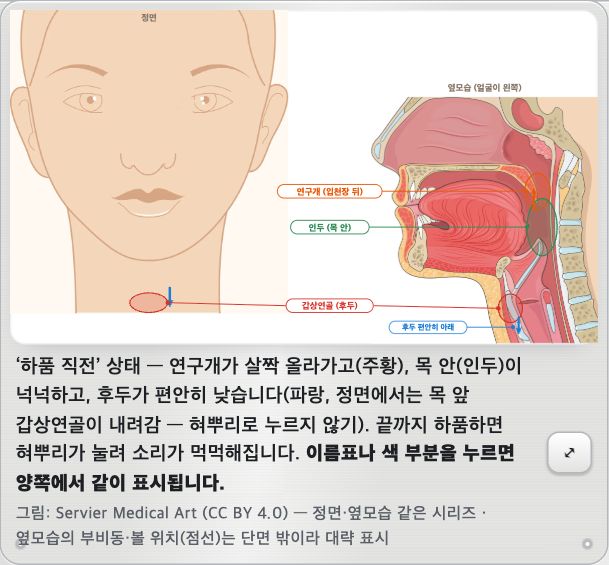 정면
옆모습 (얼굴이 왼쪽)
연구개 (입천장 뒤)
인두 (목 안)
갑상연골 (후두)
후두 편안히 아래
‘하품 직전’ 상태 — 연구개가 살짝 올라가고(주황), 목 안(인두)이
넉넉하고, 후두가 편안히 낮습니다(파랑, 정면에서는 목 앞
갑상연골이 내려감 — 혀뿌리로 누르지 않기). 끝까지 하품하면
혀뿌리가 눌려 소리가 먹먹해집니다. 이름표나 색 부분을 누르면
양쪽에서 같이 표시됩니다.
그림: Servier Medical Art (CC BY 4.0) — 정면·옆모습 같은 시리즈 ·
옆모습의 부비동·볼 위치(점선)는 단면 밖이라 대략 표시